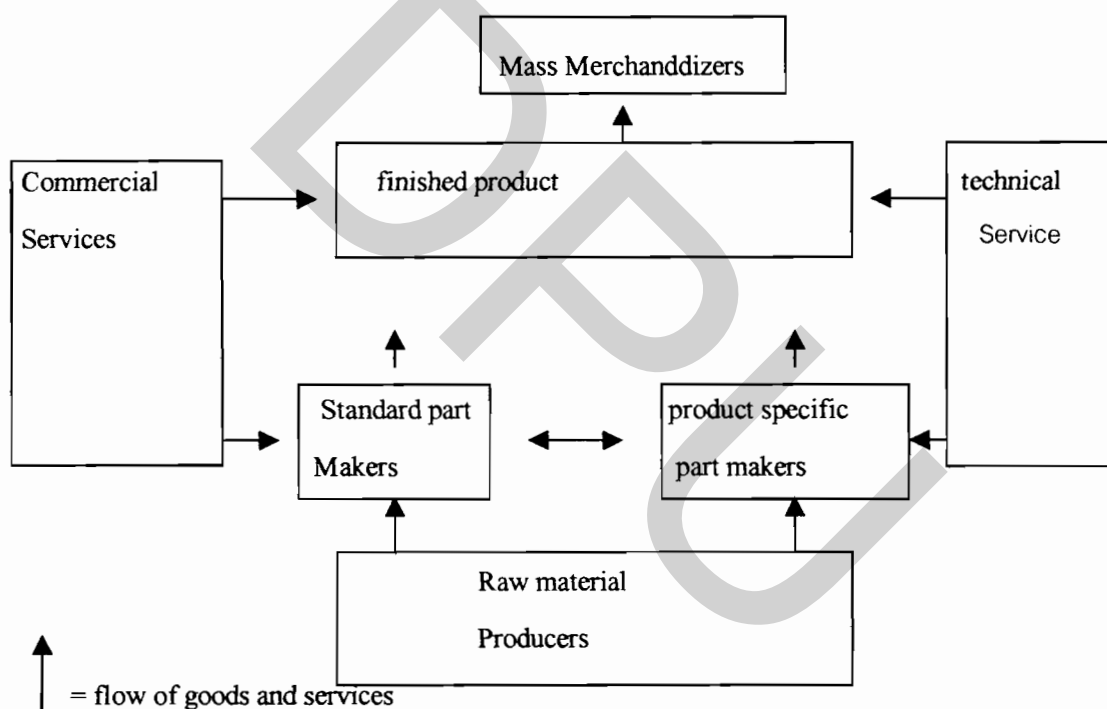 Mass Merchanddizers
Commercial
Services
finished product
technical
Service
Standard part
Makers
product specific
part makers
Raw material
Producers
= flow of goods and services
DPU